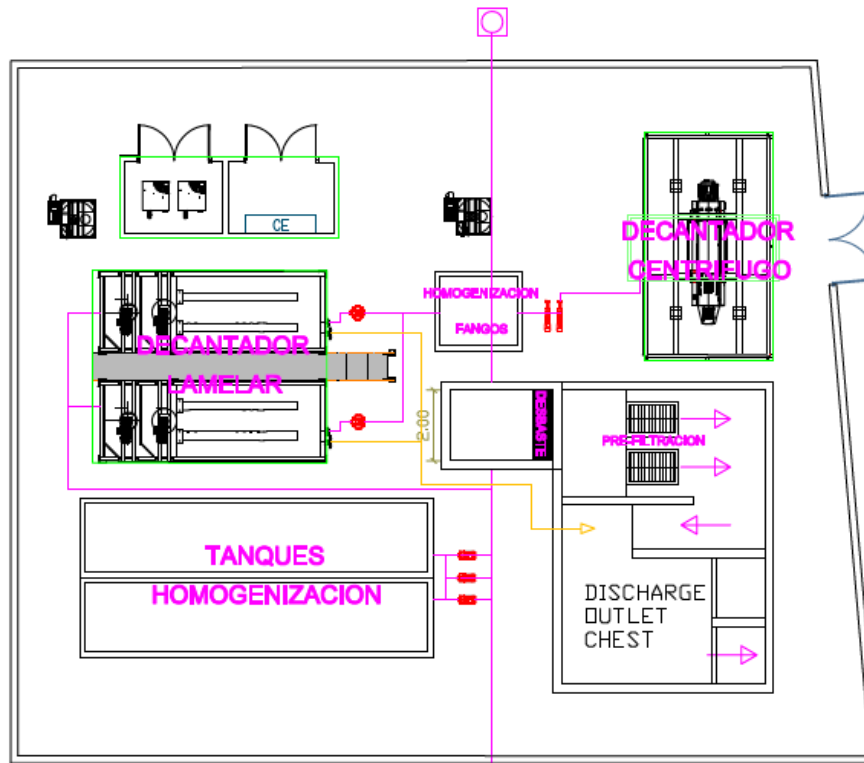 CE
DECANTADOR
CENTRIFUGO
HOMOGENIZACION
FANGOS
DECANTADOR
LAMELAR
2.00
DESBASTE
PRE-FILTRACION
TANQUES
HOMOGENIZACION
DISCHARGE
OUTLET
CHEST